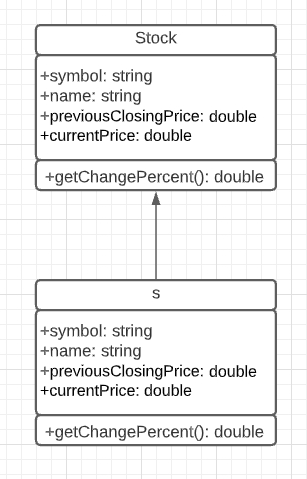 Stock
+symbol: string
+name: string
+previousClosingPrice: double
+currentPrice: double
+getChangePercent(): double
s
+symbol: string
+name: string
+previousClosingPrice: double
+currentPrice: double
+getChangePercent(): double